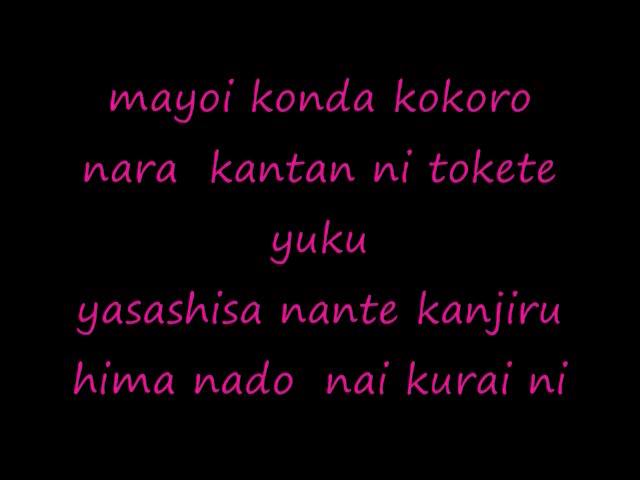 mayoi konda kokoro
nara  kantan ni tokete
yuku
yasashisa nante kanjiru
hima nado  nai kurai ni